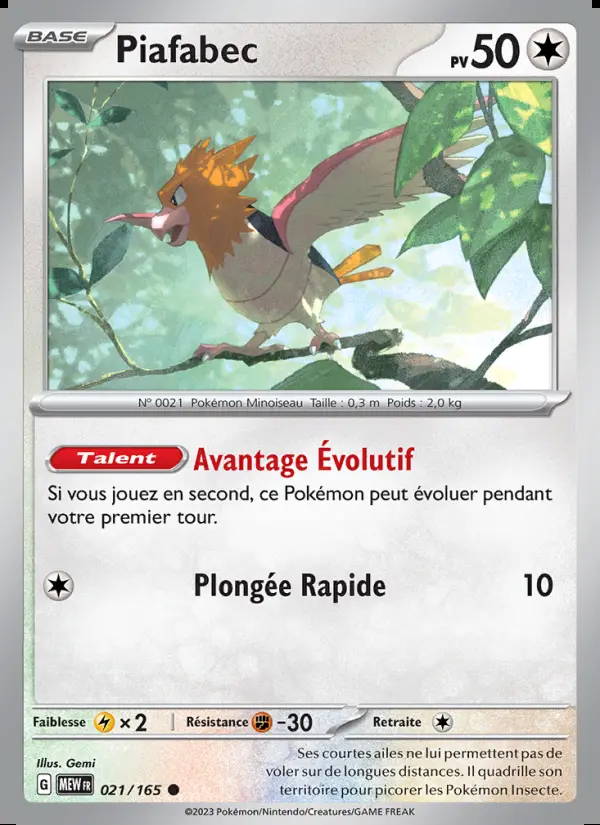 BASE Piafabec PV 50
N° 0021 Pokémon Minoiseau Taille : 0,3 m Poids : 2,0 kg
Talent Avantage Évolutif
Si vous jouez en second, ce Pokémon peut évoluer pendant
votre premier tour.
Plongée Rapide 10
Faiblesse ×2 Résistance -30 Retraite
Illus. Gemi
Ses courtes ailes ne lui permettent pas de
voler sur de longues distances. Il quadrille son
territoire pour picorer les Pokémon Insecte.
G MEW FR 021/165
©2023 Pokémon/Nintendo/Creatures/GAME FREAK